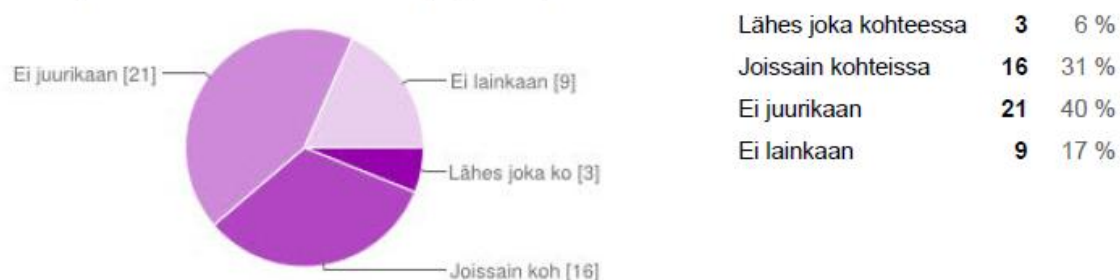 Ei juurikaan [21]
Ei lainkaan [9]
Lähes joka ko [3]
Joissain koh [16]
Lähes joka kohteessa 3 6 %
Joissain kohteissa 16 31 %
Ei juurikaan 21 40 %
Ei lainkaan 9 17 %